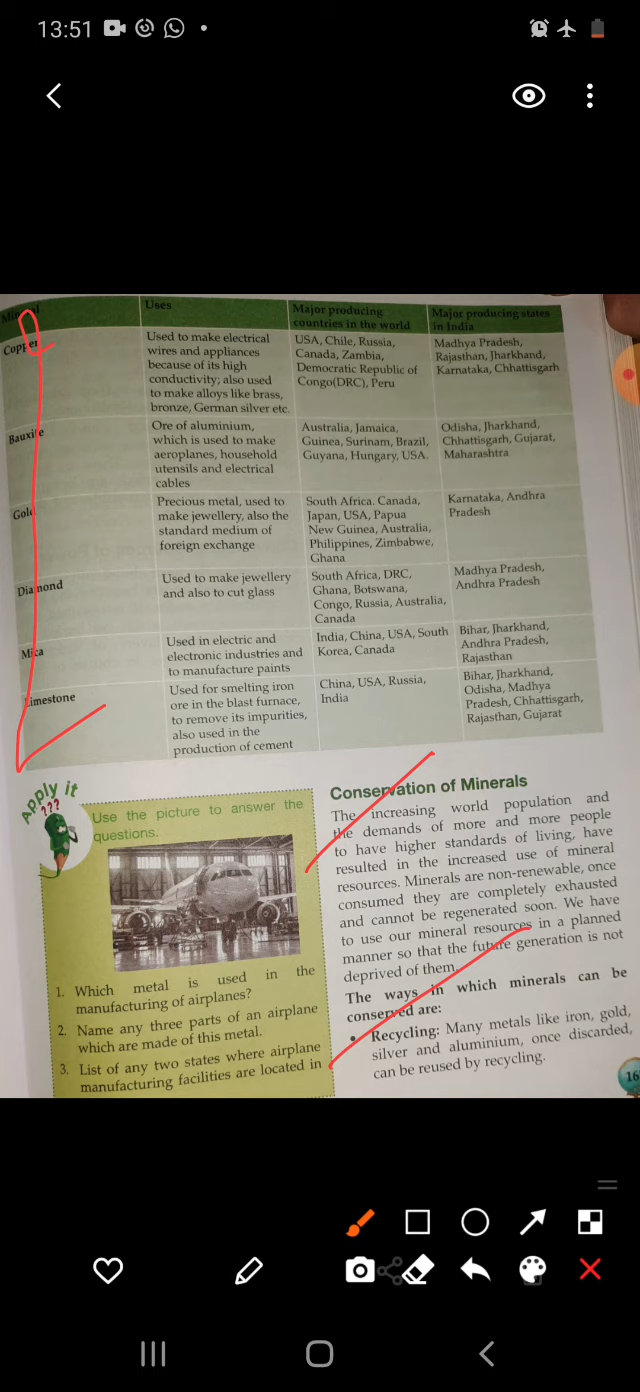 13:51
Mineral
Uses
Major producing
countries in the world
Major producing states
in India
Copper
Used to make electrical
wires and appliances
because of its high
conductivity; also used
to make alloys like brass,
bronze, German silver etc.
USA, Chile, Russia,
Canada, Zambia,
Democratic Republic of
Congo(DRC), Peru
Madhya Pradesh,
Rajasthan, Jharkhand,
Karnataka, Chhattisgarh
Bauxite
Ore of aluminium,
which is used to make
aeroplanes, household
utensils and electrical
cables
Australia, Jamaica,
Guinea, Surinam, Brazil,
Guyana, Hungary, USA.
Odisha, Jharkhand,
Chhattisgarh, Gujarat,
Maharashtra
Gold
Precious metal, used to
make jewellery, also the
standard medium of
foreign exchange
South Africa. Canada,
Japan, USA, Papua
New Guinea, Australia,
Philippines, Zimbabwe,
Ghana
Karnataka, Andhra
Pradesh
Diamond
Used to make jewellery
and also to cut glass
South Africa, DRC,
Ghana, Botswana,
Congo, Russia, Australia,
Canada
Madhya Pradesh,
Andhra Pradesh
Mica
Used in electric and
electronic industries and
to manufacture paints
India, China, USA, South
Korea, Canada
Bihar, Jharkhand,
Andhra Pradesh,
Rajasthan
Limestone
Used for smelting iron
ore in the blast furnace,
to remove its impurities,
also used in the
production of cement
China, USA, Russia,
India
Bihar, Jharkhand,
Odisha, Madhya
Pradesh, Chhattisgarh,
Rajasthan, Gujarat
Apply it
???
Use the picture to answer the
questions.
1. Which metal is used in the
manufacturing of airplanes?
2. Name any three parts of an airplane
which are made of this metal.
3. List of any two states where airplane
manufacturing facilities are located in
Conservation of Minerals
The increasing world population and
the demands of more and more people
to have higher standards of living, have
resulted in the increased use of mineral
resources. Minerals are non-renewable, once
consumed they are completely exhausted
and cannot be regenerated soon. We have
to use our mineral resources in a planned
manner so that the future generation is not
deprived of them.
The ways in which minerals can be
conserved are:
• Recycling: Many metals like iron, gold,
silver and aluminium, once discarded,
can be reused by recycling.
16